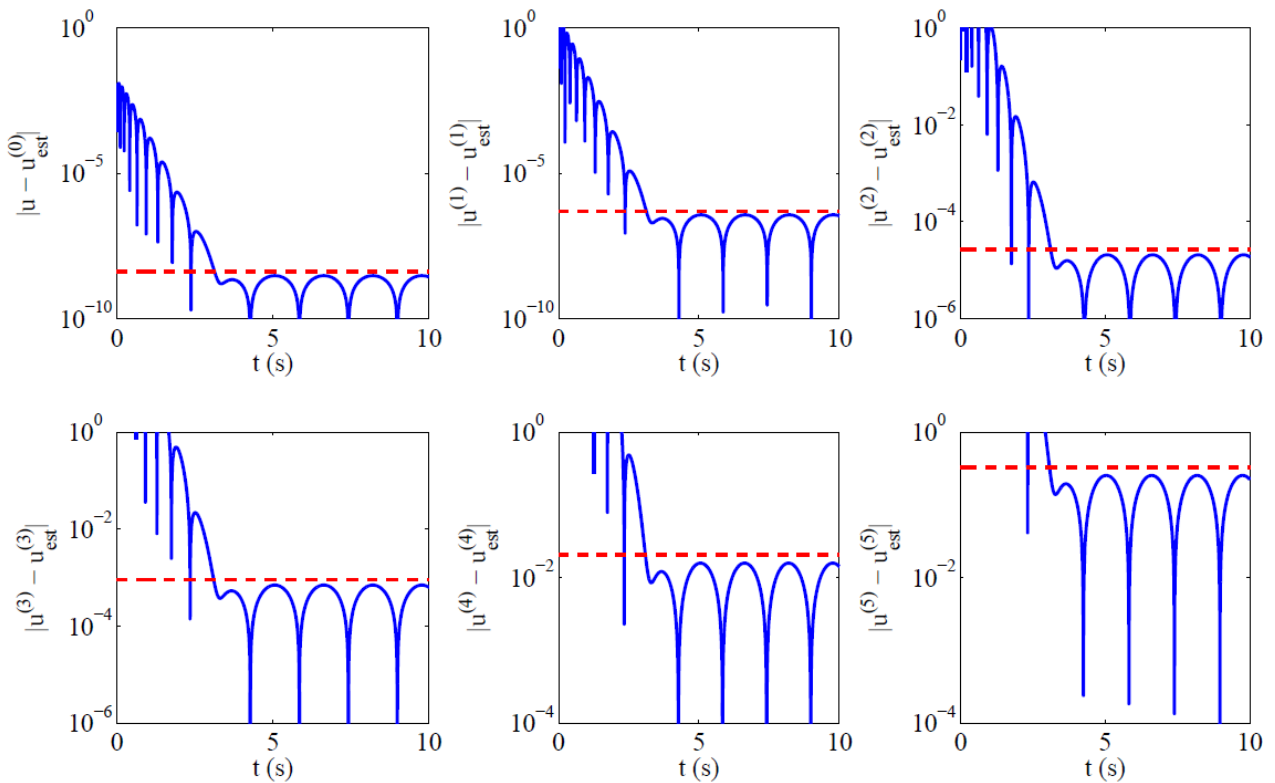 10^0
10^-5
10^-10
|u − u_est^(0)|
0 5 10
t (s)
10^0
10^-5
10^-10
|u^(1) − u_est^(1)|
0 5 10
t (s)
10^0
10^-2
10^-4
10^-6
|u^(2) − u_est^(2)|
0 5 10
t (s)
10^0
10^-2
10^-4
10^-6
|u^(3) − u_est^(3)|
0 5 10
t (s)
10^0
10^-2
10^-4
|u^(4) − u_est^(4)|
0 5 10
t (s)
10^0
10^-2
10^-4
|u^(5) − u_est^(5)|
0 5 10
t (s)